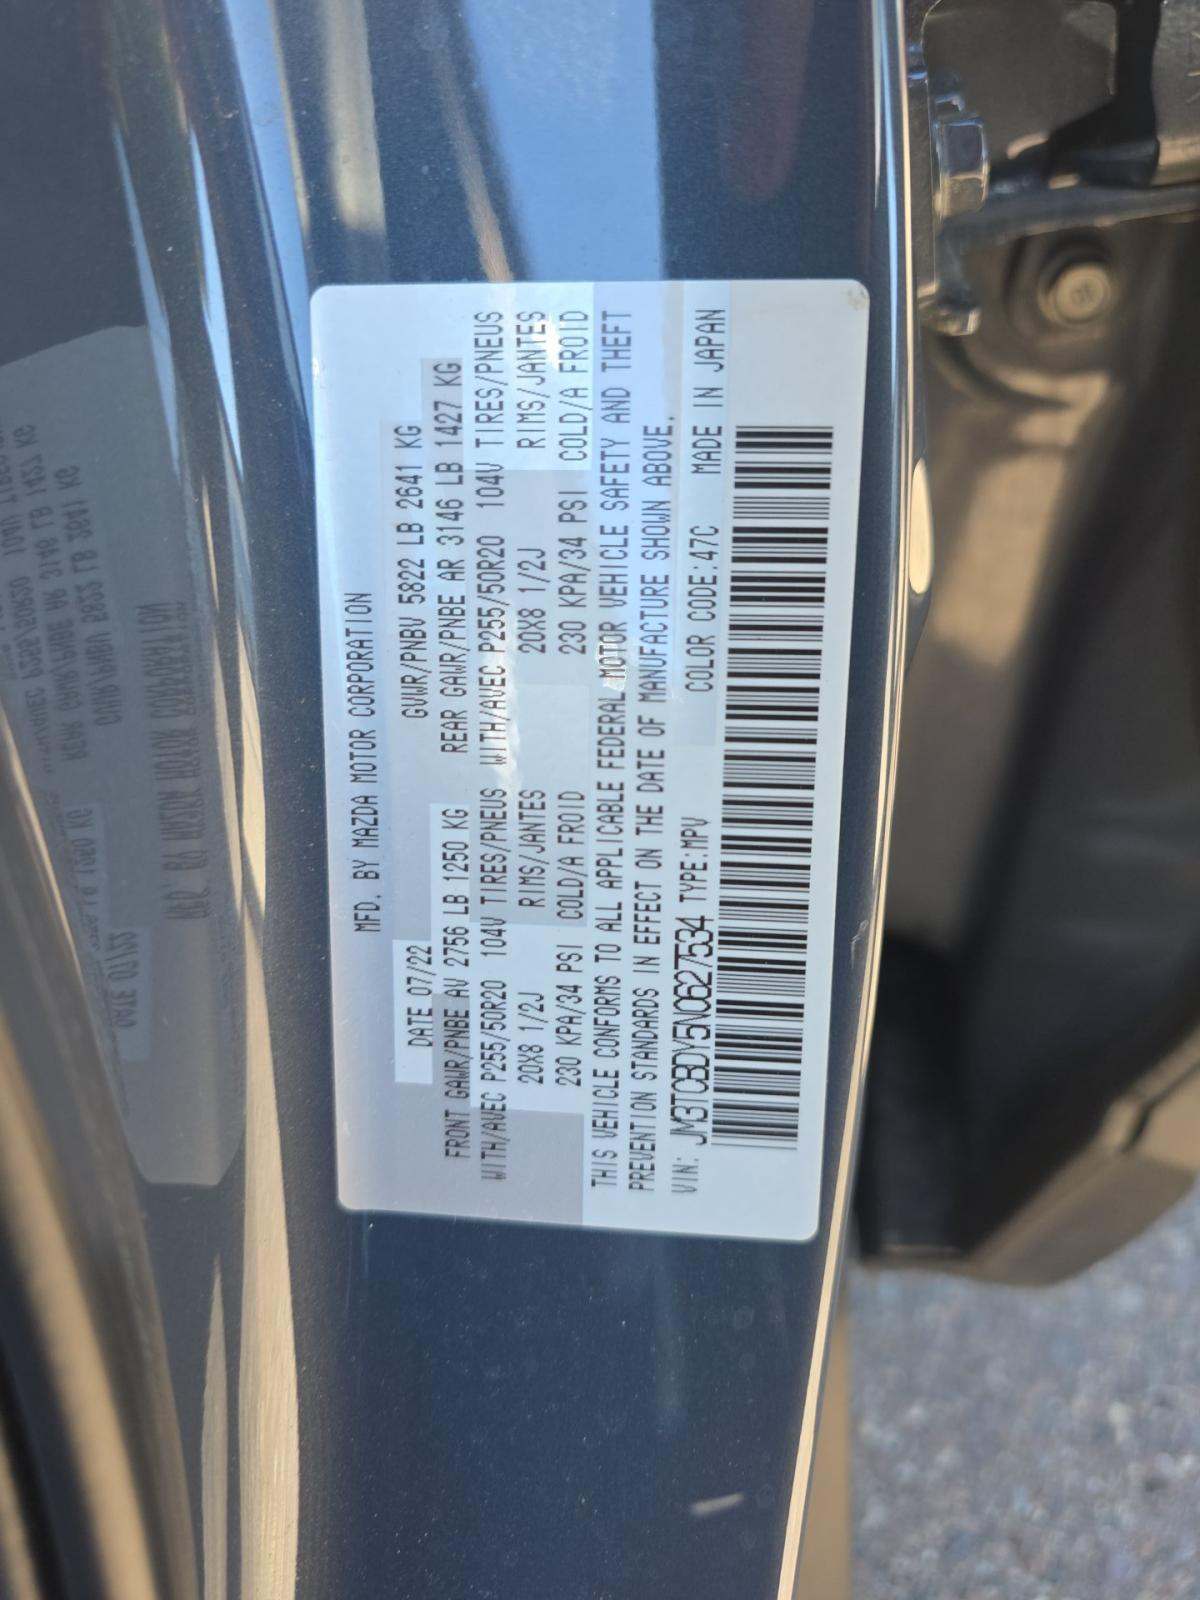 MFD. BY MAZDA MOTOR CORPORATION
DATE 07/22 GVWR/PNBV 5822 LB 2641 KG
FRONT GAWR/PNBE AV 2756 LB 1250 KG REAR GAWR/PNBE AR 3146 LB 1427 KG
WITH/AVEC P255/50R20 104V TIRES/PNEUS WITH/AVEC P255/50R20 104V TIRES/PNEUS
20X8 1/2J RIMS/JANTES 20X8 1/2J RIMS/JANTES
230 KPA/34 PSI COLD/A FROID 230 KPA/34 PSI COLD/A FROID
THIS VEHICLE CONFORMS TO ALL APPLICABLE FEDERAL MOTOR VEHICLE SAFETY AND THEFT
PREVENTION STANDARDS IN EFFECT ON THE DATE OF MANUFACTURE SHOWN ABOVE.
VIN: JM3TCBDY5N0627534 TYPE:MPV COLOR CODE:47C MADE IN JAPAN